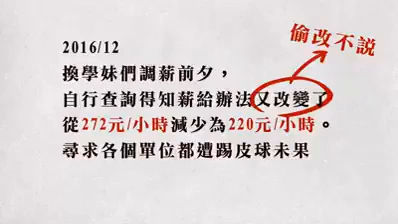 2016/12
偷改不説
換學妹們調薪前夕，
自行查詢得知薪給辦法又改變了
從272元/小時減少為220元/小時。
尋求各個單位都遭踢皮球未果